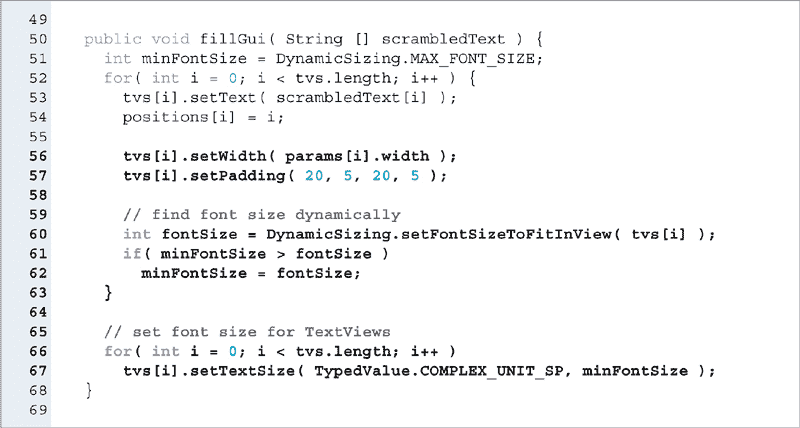 49
50 public void fillGui( String [] scrambledText ) {
51 int minFontSize = DynamicSizing.MAX_FONT_SIZE;
52 for( int i = 0; i < tvs.length; i++ ) {
53 tvs[i].setText( scrambledText[i] );
54 positions[i] = i;
55
56 tvs[i].setWidth( params[i].width );
57 tvs[i].setPadding( 20, 5, 20, 5 );
58
59 // find font size dynamically
60 int fontSize = DynamicSizing.setFontSizeToFitInView( tvs[i] );
61 if( minFontSize > fontSize )
62 minFontSize = fontSize;
63 }
64
65 // set font size for TextViews
66 for( int i = 0; i < tvs.length; i++ )
67 tvs[i].setTextSize( TypedValue.COMPLEX_UNIT_SP, minFontSize );
68 }
69